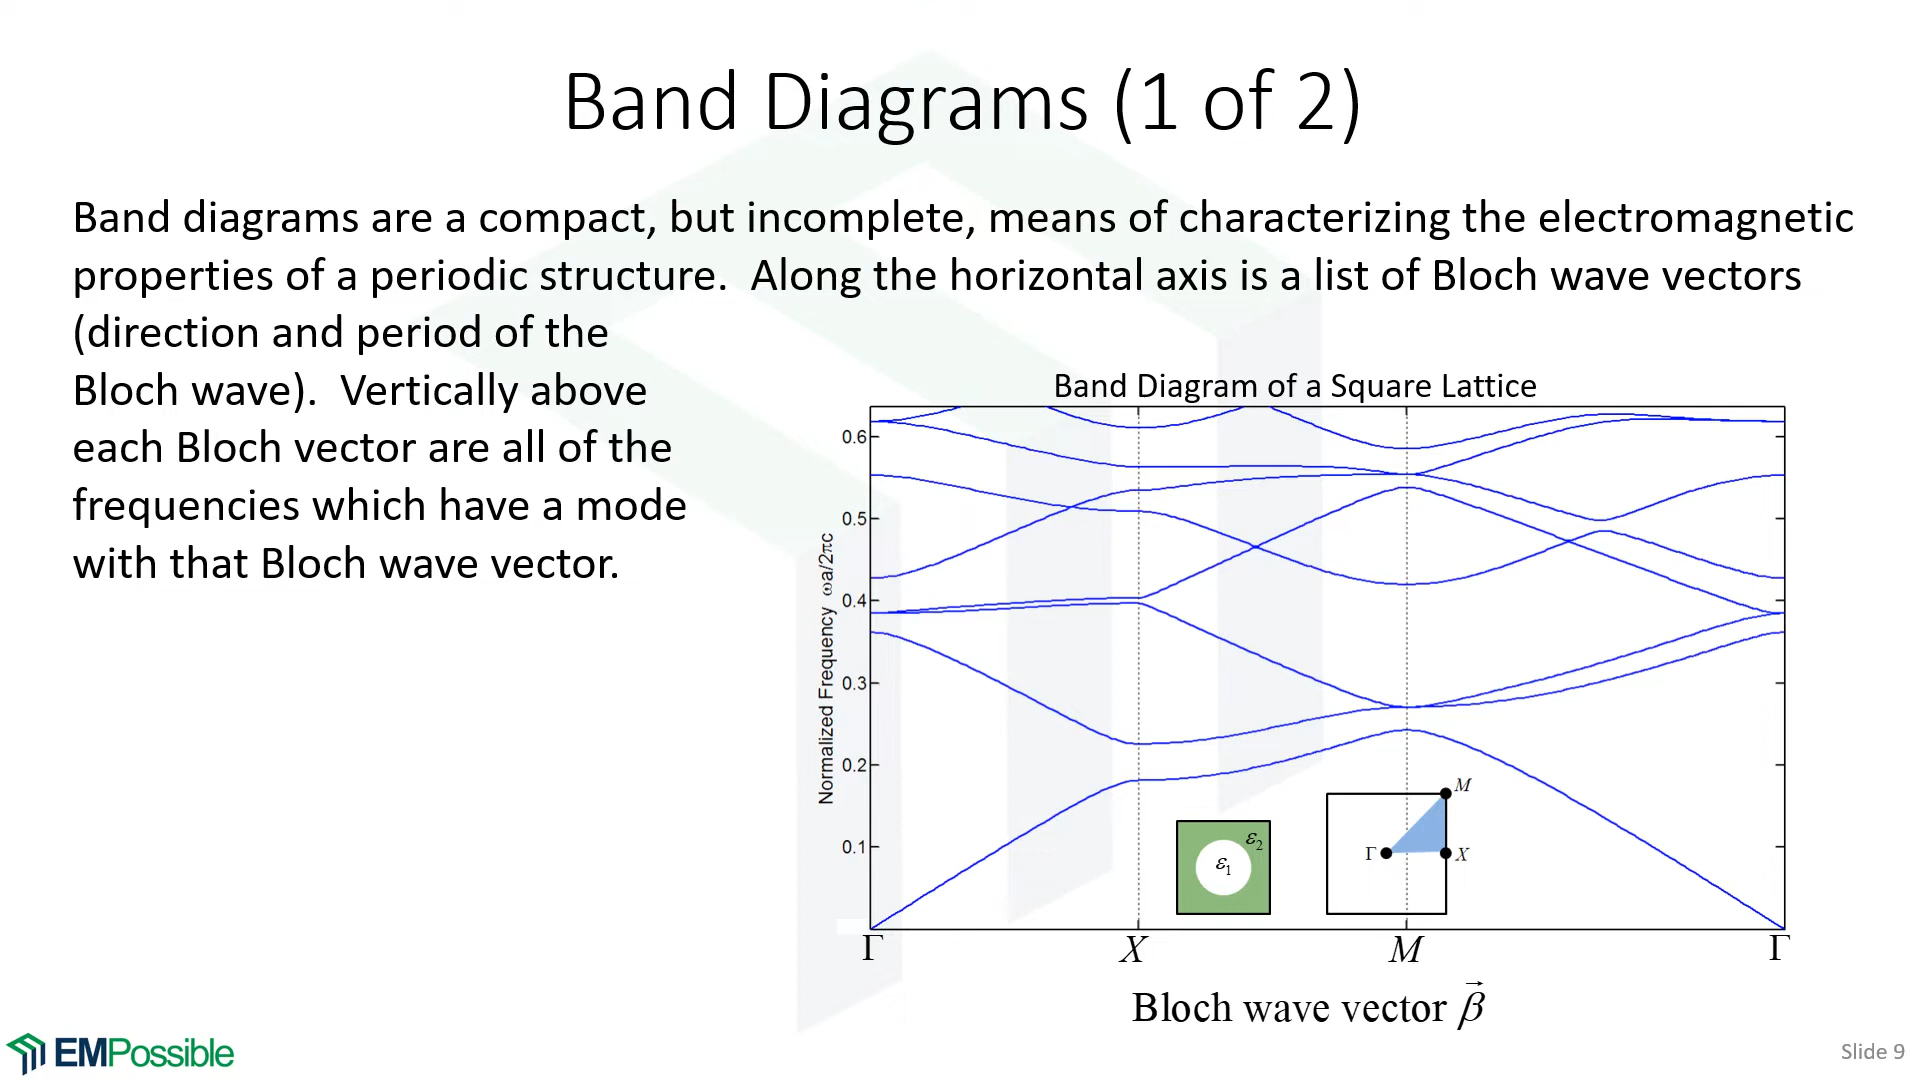 Band Diagrams (1 of 2)
Band diagrams are a compact, but incomplete, means of characterizing the electromagnetic
properties of a periodic structure.  Along the horizontal axis is a list of Bloch wave vectors
(direction and period of the
Bloch wave).  Vertically above
each Bloch vector are all of the
frequencies which have a mode
with that Bloch wave vector.
Band Diagram of a Square Lattice
Normalized Frequency ωa/2πc
0.6
0.5
0.4
0.3
0.2
0.1
ε₂
ε₁
M
Γ X
Γ X M Γ
Bloch wave vector β⃗
EMPossible
Slide 9